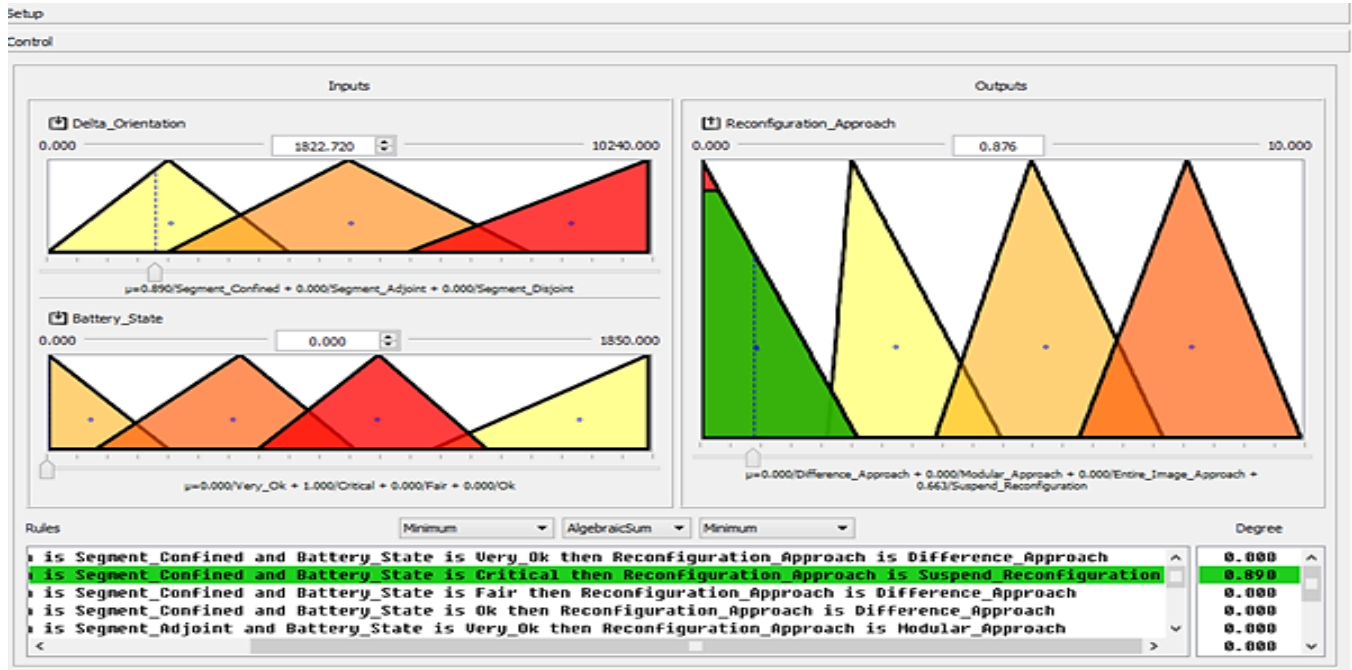 Setup
Control
Inputs
Outputs
Delta_Orientation
0.000 1822.720 10240.000
μ=0.890/Segment_Confined + 0.000/Segment_Adjoint + 0.000/Segment_Disjoint
Battery_State
0.000 0.000 1850.000
μ=0.000/Very_Ok + 1.000/Critical + 0.000/Fair + 0.000/Ok
Reconfiguration_Approach
0.000 0.876 10.000
μ=0.000/Difference_Approach + 0.000/Modular_Approach + 0.000/Entire_Image_Approach +
0.663/Suspend_Reconfiguration
Rules Minimum AlgebraicSum Minimum Degree
is Segment_Confined and Battery_State is Very_Ok then Reconfiguration_Approach is Difference_Approach 0.000
is Segment_Confined and Battery_State is Critical then Reconfiguration_Approach is Suspend_Reconfiguration 0.890
is Segment_Confined and Battery_State is Fair then Reconfiguration_Approach is Difference_Approach 0.000
is Segment_Confined and Battery_State is Ok then Reconfiguration_Approach is Difference_Approach 0.000
is Segment_Adjoint and Battery_State is Very_Ok then Reconfiguration_Approach is Modular_Approach 0.000
0.000